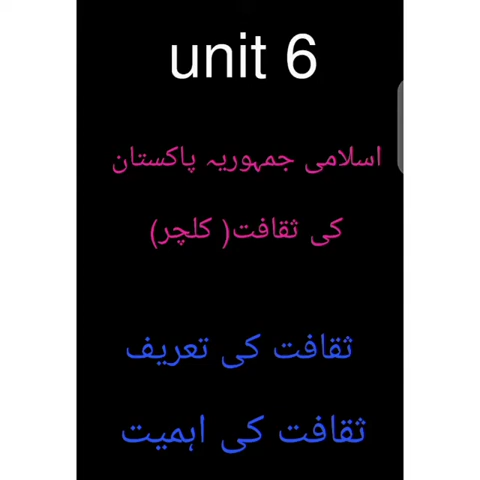 unit 6
اسلامی جمہوریہ پاکستان
کی ثقافت( کلچر)
ثقافت کی تعریف
ثقافت کی اہمیت